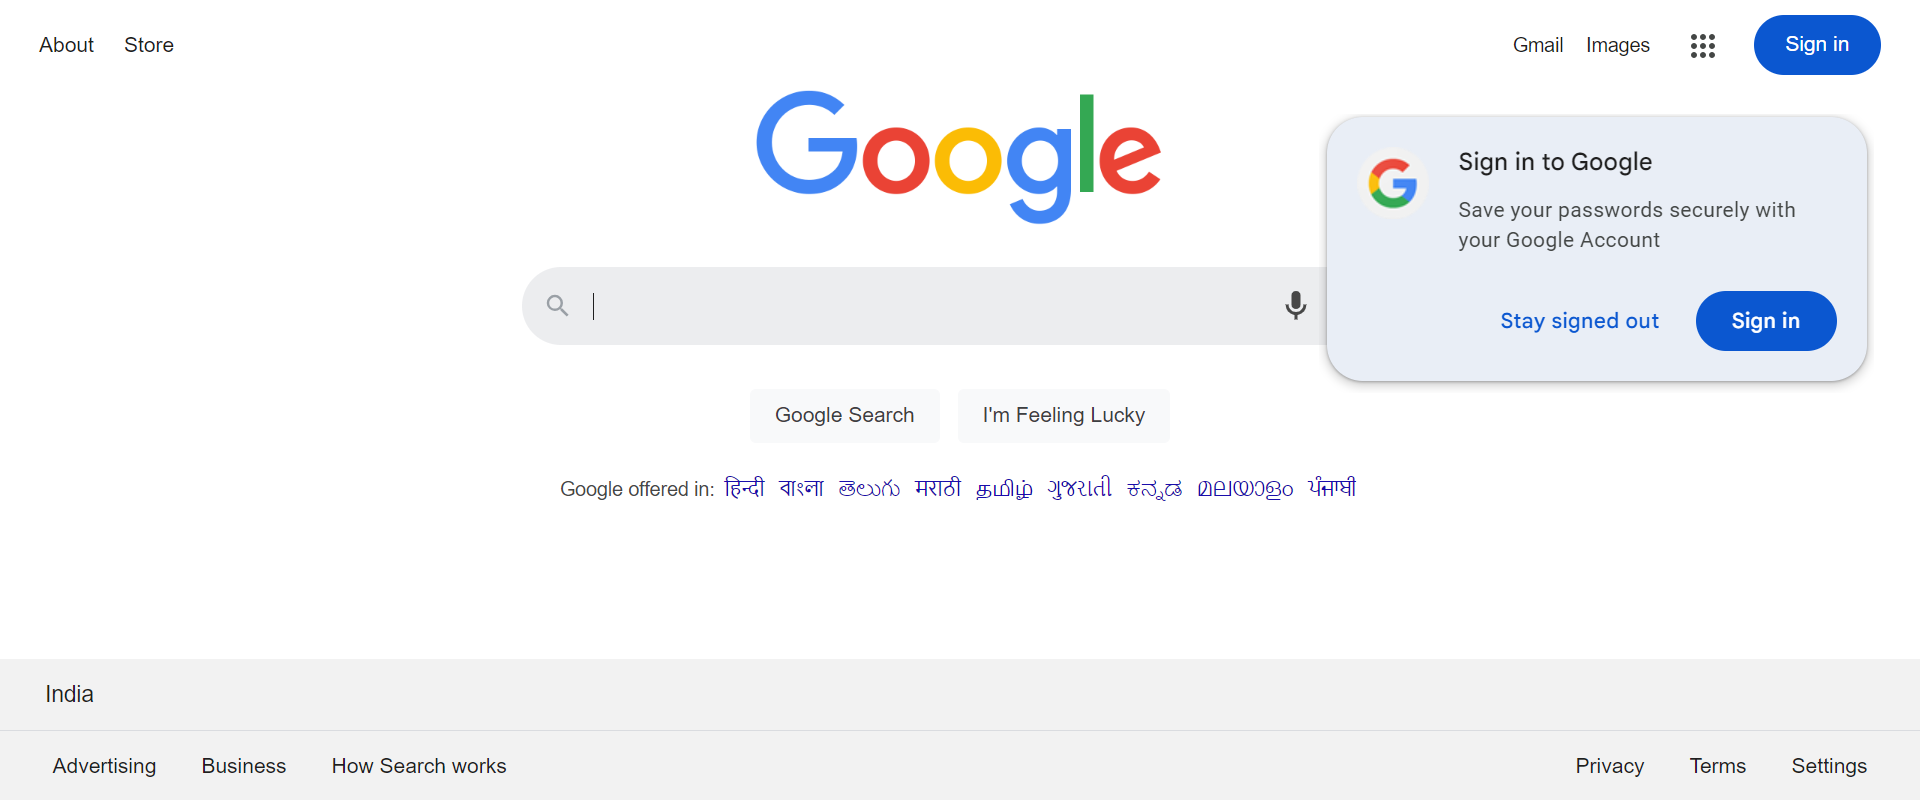 About Store
Gmail Images
Sign in
Google
Sign in to Google
Save your passwords securely with
your Google Account
Stay signed out Sign in
Google Search I'm Feeling Lucky
Google offered in: हिन्दी বাংলা తెలుగు मराठी தமிழ் ગુજરાતી ಕನ್ನಡ മലയാളം ਪੰਜਾਬੀ
India
Advertising Business How Search works
Privacy Terms Settings